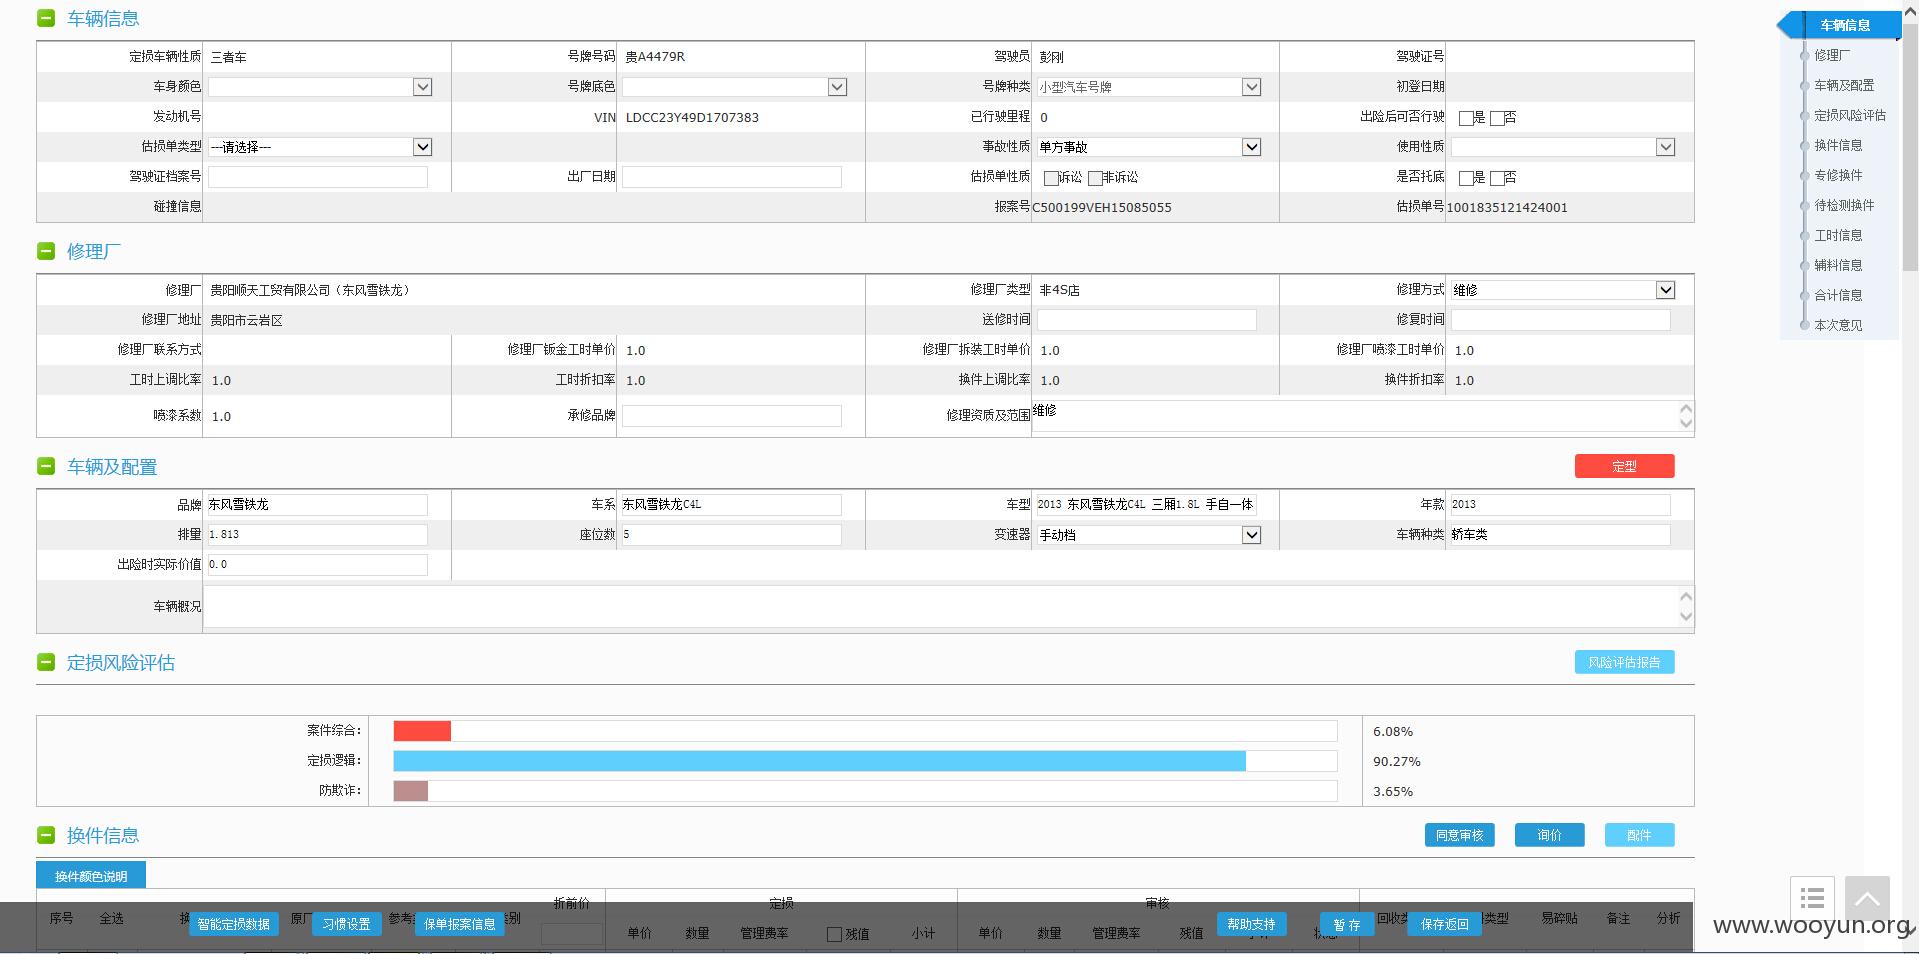 车辆信息
定损车辆性质 三者车 号牌号码 贵A4479R 驾驶员 彭刚 驾驶证号
车身颜色 号牌底色 号牌种类 小型汽车号牌 初登日期
发动机号 VIN LDCC23Y49D1707383 已行驶里程 0 出险后可否行驶 是 否
估损单类型 ---请选择--- 事故性质 单方事故 使用性质
驾驶证档案号 出厂日期 估损单性质 诉讼 非诉讼 是否托底 是 否
碰撞信息 报案号 C500199VEH15085055 估损单号 1001835121424001
修理厂
修理厂 贵阳顺天工贸有限公司（东风雪铁龙） 修理厂类型 非4S店 修理方式 维修
修理厂地址 贵阳市云岩区 送修时间 修复时间
修理厂联系方式 修理厂钣金工时单价 1.0 修理厂拆装工时单价 1.0 修理厂喷漆工时单价 1.0
工时上调比率 1.0 工时折扣率 1.0 换件上调比率 1.0 换件折扣率 1.0
喷漆系数 1.0 承修品牌 修理资质及范围 维修
车辆及配置 定型
品牌 东风雪铁龙 车系 东风雪铁龙C4L 车型 2013 东风雪铁龙C4L 三厢1.8L 手自一体 年款 2013
排量 1.813 座位数 5 变速器 手动档 车辆种类 轿车类
出险时实际价值 0.0
车辆概况
定损风险评估 风险评估报告
案件综合： 6.08%
定损逻辑： 90.27%
防欺诈： 3.65%
换件信息 同意审核 询价 配件
换件颜色说明
折前价 定损 审核
序号 全选 换 原厂 参考 别 回收类 类型 易碎贴 备注 分析
智能定损数据 习惯设置 保单报案信息 帮助支持 暂存 保存返回
单价 数量 管理费率 残值 小计 单价 数量 管理费率 残值
车辆信息
修理厂
车辆及配置
定损风险评估
换件信息
专修换件
待检测换件
工时信息
辅料信息
合计信息
本次意见
www.wooyun.org